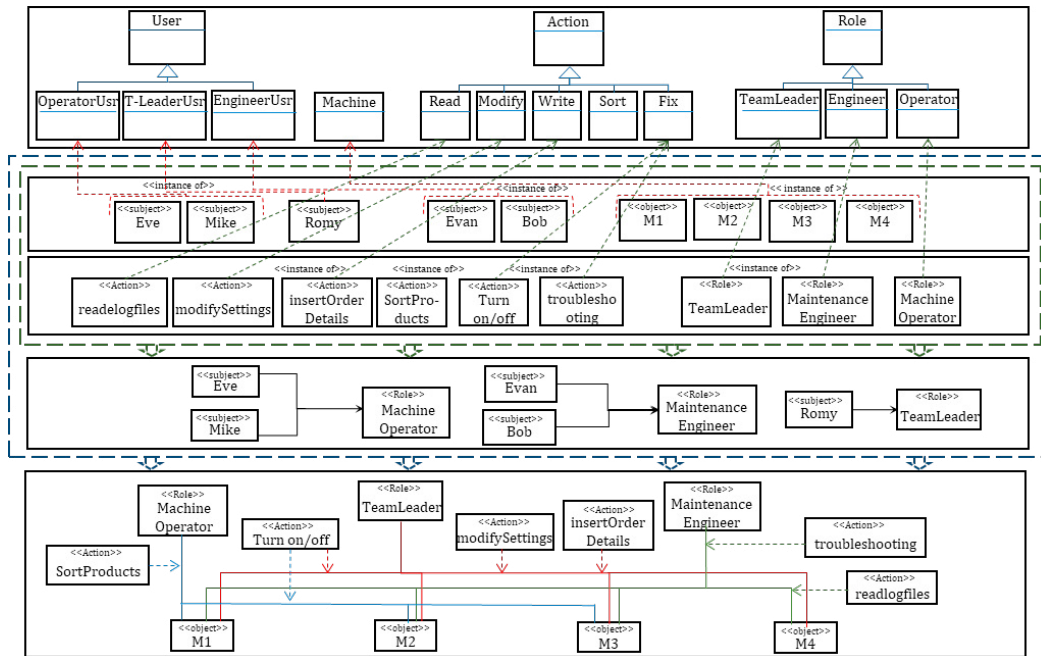 User
Action
Role
OperatorUsr
T-LeaderUsr
EngineerUsr
Machine
Read
Modify
Write
Sort
Fix
TeamLeader
Engineer
Operator
<<instance of>>
<<instance of>>
<<instance of>>
<<subject>>
Eve
<<subject>>
Mike
<<subject>>
Romy
<<subject>>
Evan
<<subject>>
Bob
<<object>>
M1
<<object>>
M2
<<object>>
M3
<<object>>
M4
<<instance of>>
<<instance of>>
<<instance of>>
<<Action>>
readelogfiles
<<Action>>
modifySettings
<<Action>>
insertOrder
Details
<<Action>>
SortPro-
ducts
<<Action>>
Turn
on/off
<<Action>>
troublesho
oting
<<Role>>
TeamLeader
<<Role>>
Maintenance
Engineer
<<Role>>
Machine
Operator
<<subject>>
Eve
<<subject>>
Mike
<<Role>>
Machine
Operator
<<subject>>
Evan
<<subject>>
Bob
<<Role>>
Maintenance
Engineer
<<subject>>
Romy
<<Role>>
TeamLeader
<<Role>>
Machine
Operator
<<Role>>
TeamLeader
<<Role>>
Maintenance
Engineer
<<Action>>
Turn on/off
<<Action>>
modifySettings
<<Action>>
insertOrder
Details
<<Action>>
troubleshooting
<<Action>>
SortProducts
<<Action>>
readlogfiles
<<object>>
M1
<<object>>
M2
<<object>>
M3
<<object>>
M4